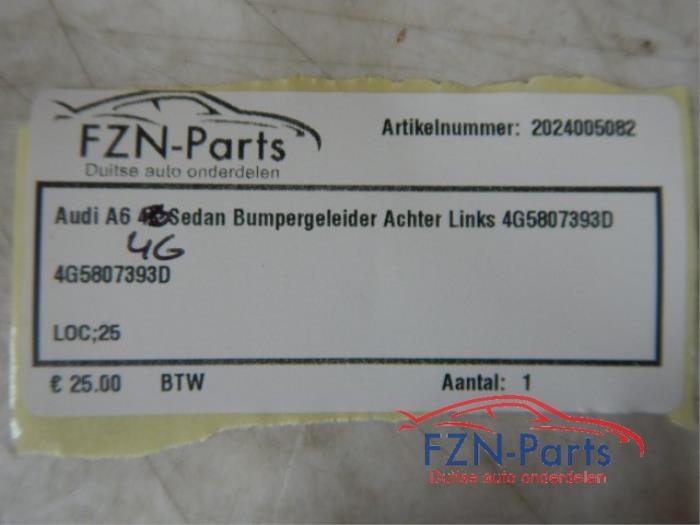 FZN-Parts
Duitse auto onderdelen
Artikelnummer: 2024005082
Audi A6 Sedan Bumpergeleider Achter Links 4G5807393D
4G
4G5807393D
LOC;25
€ 25.00 BTW Aantal: 1
FZN-Parts
Duitse auto onderdelen